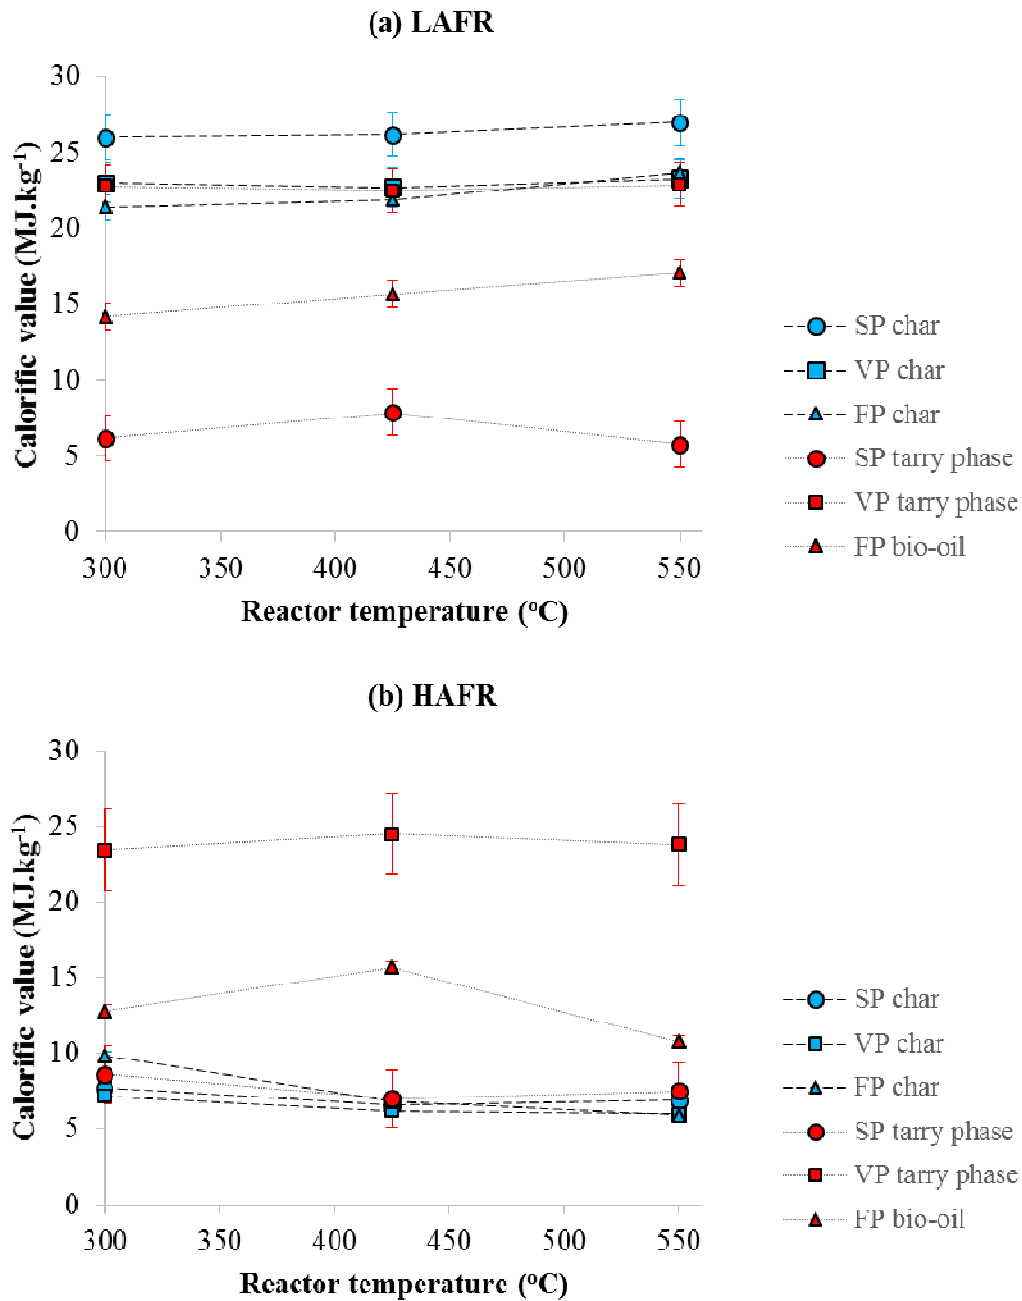 (a) LAFR
30
25
20
15
10
5
0
Calorific value (MJ.kg⁻¹)
300 350 400 450 500 550
Reactor temperature (ºC)
SP char
VP char
FP char
SP tarry phase
VP tarry phase
FP bio-oil
(b) HAFR
30
25
20
15
10
5
0
Calorific value (MJ.kg⁻¹)
300 350 400 450 500 550
Reactor temperature (ºC)
SP char
VP char
FP char
SP tarry phase
VP tarry phase
FP bio-oil